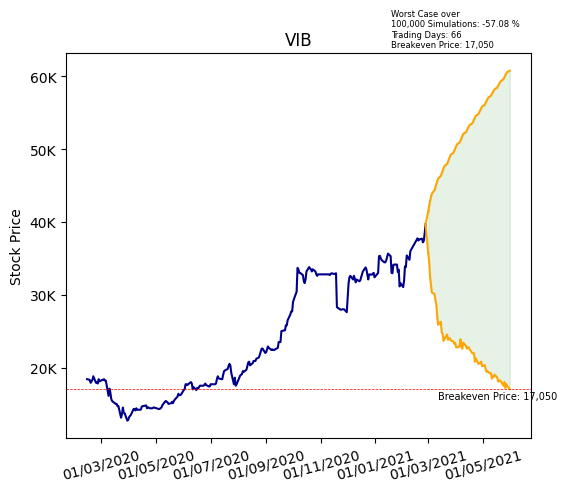 Worst Case over
100,000 Simulations: -57.08 %
Trading Days: 66
Breakeven Price: 17,050
VIB
Stock Price
60K
50K
40K
30K
20K
Breakeven Price: 17,050
01/03/2020
01/05/2020
01/07/2020
01/09/2020
01/11/2020
01/01/2021
01/03/2021
01/05/2021